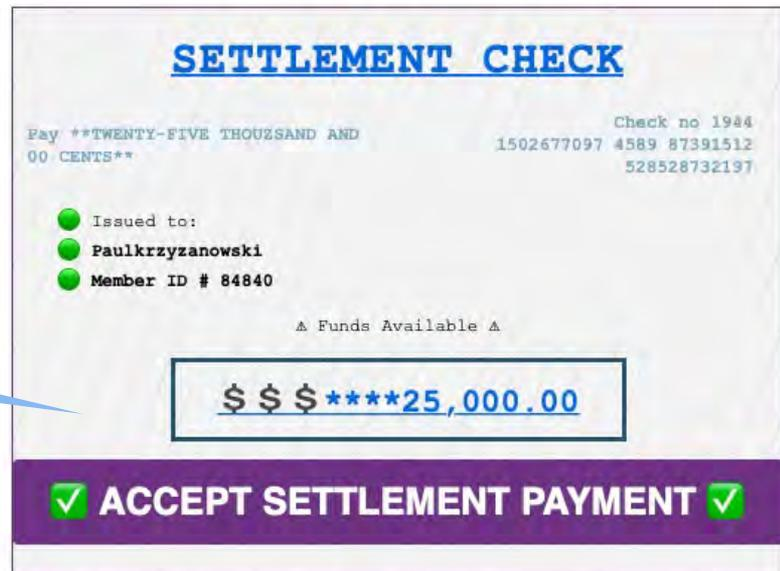 SETTLEMENT CHECK
Pay **TWENTY-FIVE THOUZSAND AND
00 CENTS**
Check no 1944
1502677097 4589 87391512
528528732197
Issued to:
Paulkrzyzanowski
Member ID # 84840
⚠ Funds Available ⚠
$ $ $****25,000.00
✅ ACCEPT SETTLEMENT PAYMENT ✅